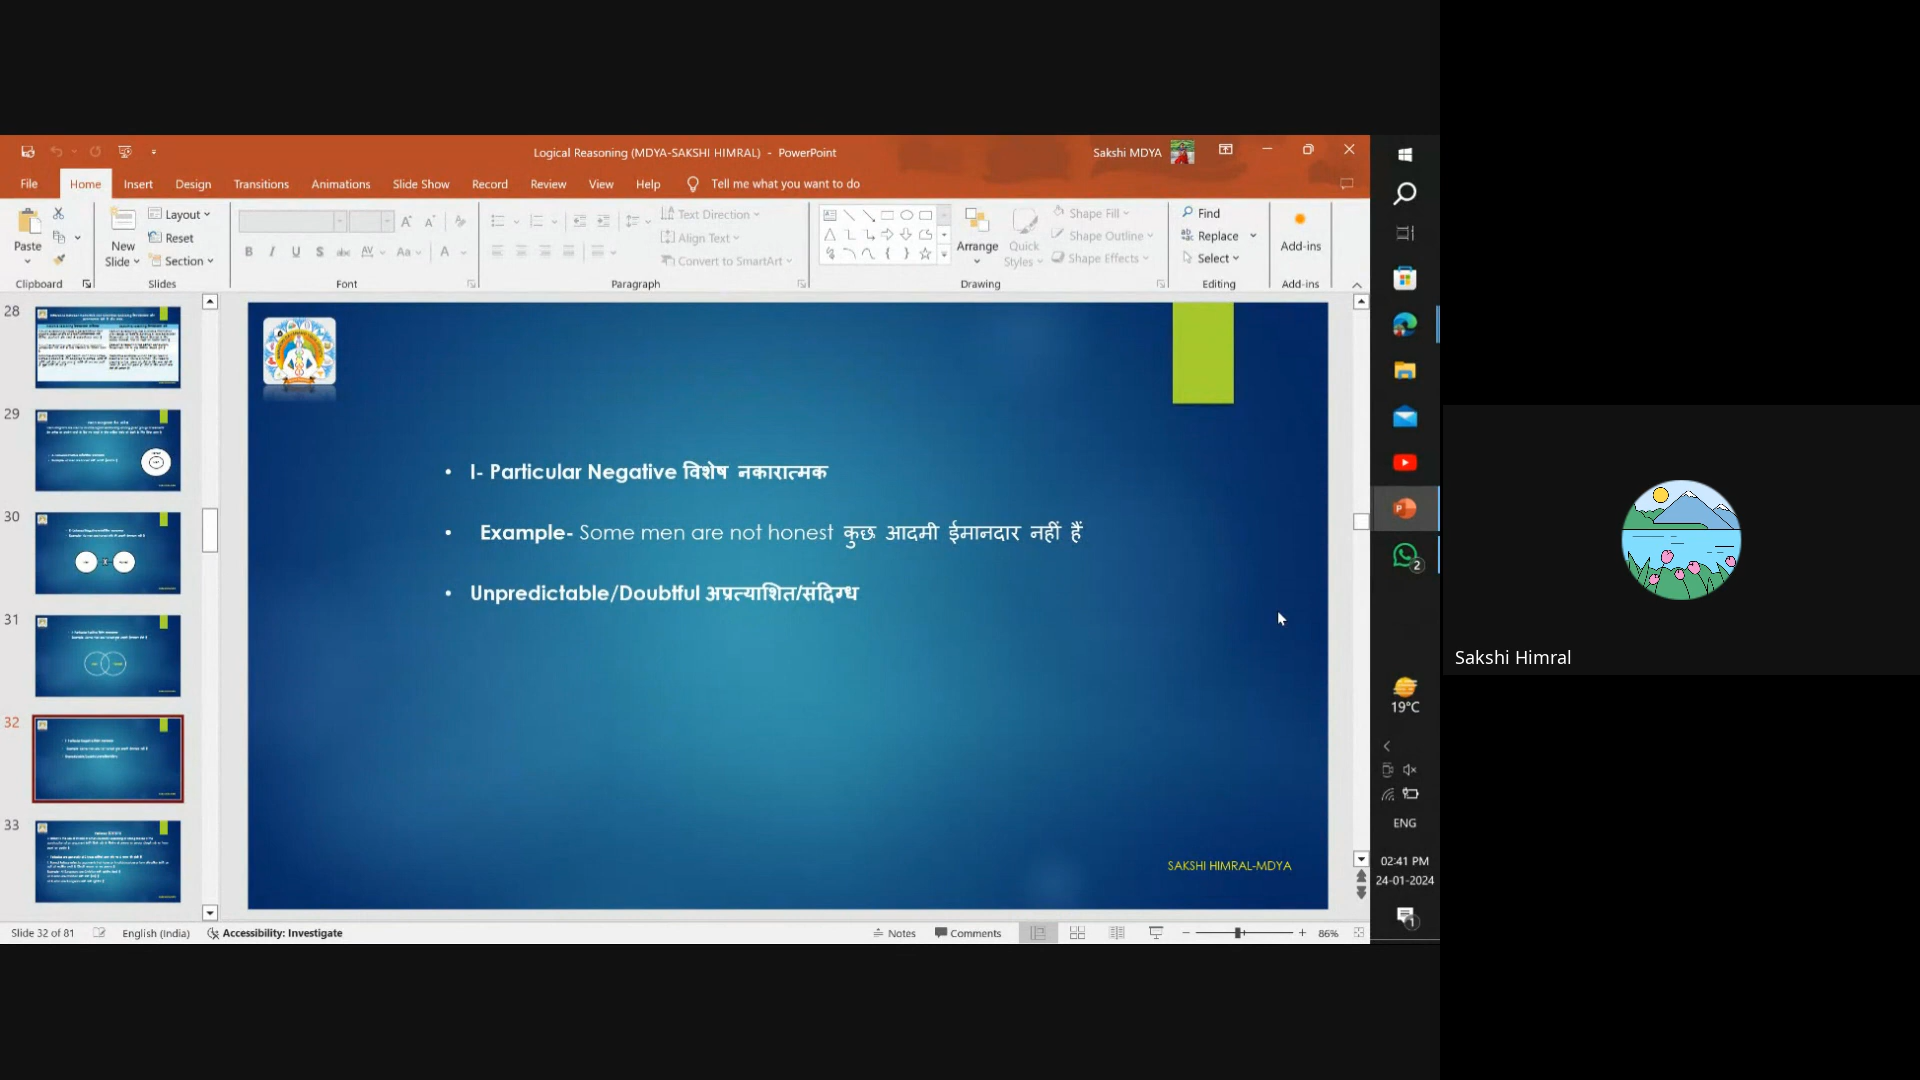 Logical Reasoning (MDYA-SAKSHI HIMRAL) - PowerPoint
Sakshi MDYA
File Home Insert Design Transitions Animations Slide Show Record Review View Help Tell me what you want to do
Paste
New Slide
Layout
Reset
Section
Text Direction
Align Text
Convert to SmartArt
Arrange
Quick Styles
Shape Fill
Shape Outline
Shape Effects
Find
Replace
Select
Add-ins
Clipboard Slides Font Paragraph Drawing Editing Add-ins
28
29
30
31
32
33
• I- Particular Negative विशेष नकारात्मक
• Example- Some men are not honest कुछ आदमी ईमानदार नहीं हैं
• Unpredictable/Doubtful अप्रत्याशित/संदिग्ध
SAKSHI HIMRAL-MDYA
Slide 32 of 81 English (India) Accessibility: Investigate Notes Comments 86%
2
19°C
ENG
02:41 PM
24-01-2024
1
Sakshi Himral